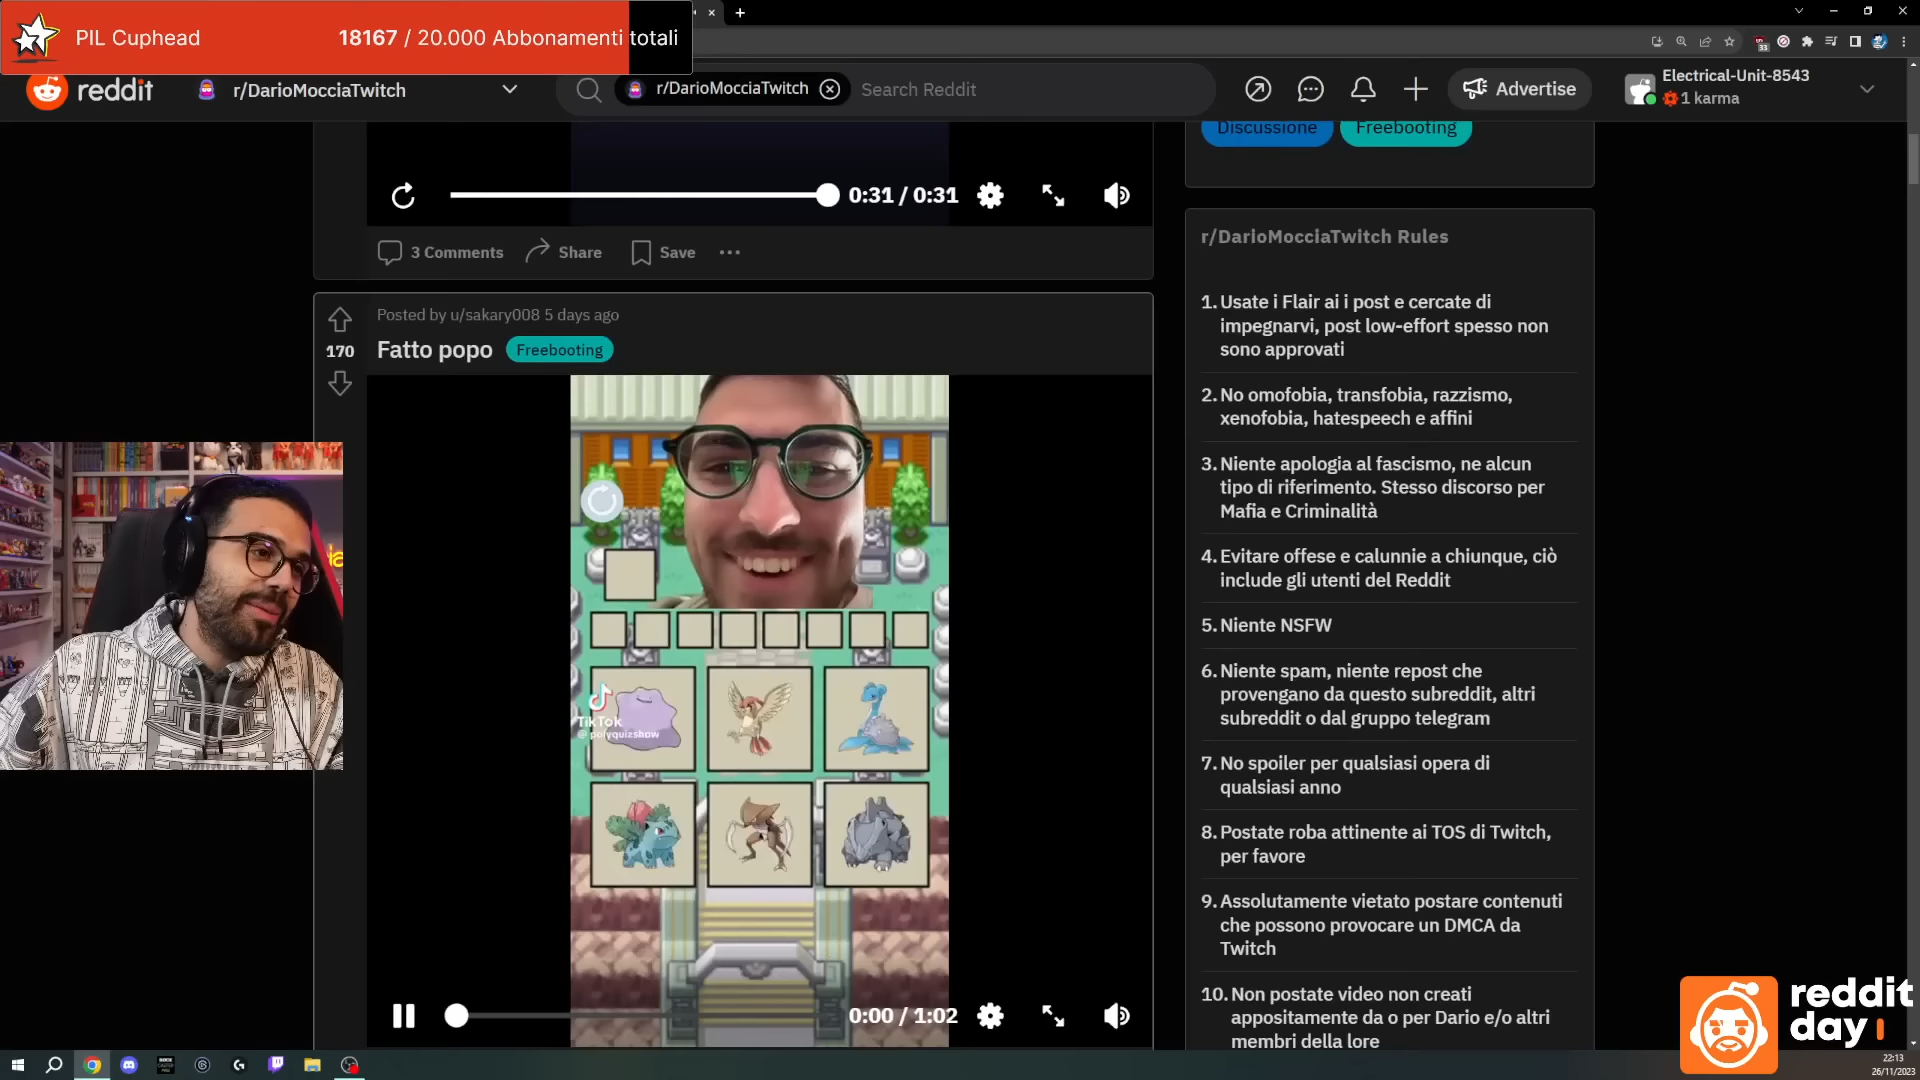 PIL Cuphead
18167 / 20.000 Abbonamenti totali
reddit
r/DarioMocciaTwitch
r/DarioMocciaTwitch
Search Reddit
Advertise
Electrical-Unit-8543
1 karma
33
Discussione
Freebooting
0:31 / 0:31
3 Comments
Share
Save
Posted by u/sakary008 5 days ago
170
Fatto popo
Freebooting
TikTok
@polyquizshow
0:00 / 1:02
r/DarioMocciaTwitch Rules
1. Usate i Flair ai i post e cercate di
impegnarvi, post low-effort spesso non
sono approvati
2. No omofobia, transfobia, razzismo,
xenofobia, hatespeech e affini
3. Niente apologia al fascismo, ne alcun
tipo di riferimento. Stesso discorso per
Mafia e Criminalità
4. Evitare offese e calunnie a chiunque, ciò
include gli utenti del Reddit
5. Niente NSFW
6. Niente spam, niente repost che
provengano da questo subreddit, altri
subreddit o dal gruppo telegram
7. No spoiler per qualsiasi opera di
qualsiasi anno
8. Postate roba attinente ai TOS di Twitch,
per favore
9. Assolutamente vietato postare contenuti
che possono provocare un DMCA da
Twitch
10. Non postate video non creati
appositamente da o per Dario e/o altri
membri della lore
reddit
day
22:13
26/11/2023